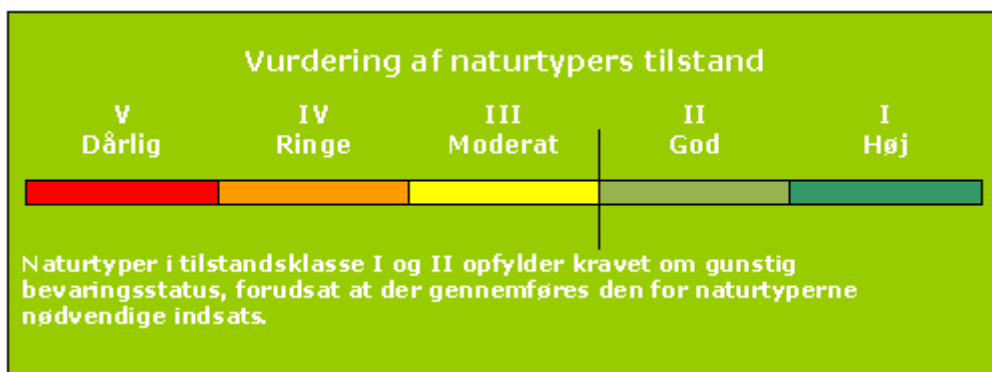 Vurdering af naturtypers tilstand
V IV III II I
Dårlig Ringe Moderat God Høj
Naturtyper i tilstandsklasse I og II opfylder kravet om gunstig
bevaringsstatus, forudsat at der gennemføres den for naturtyperne
nødvendige indsats.